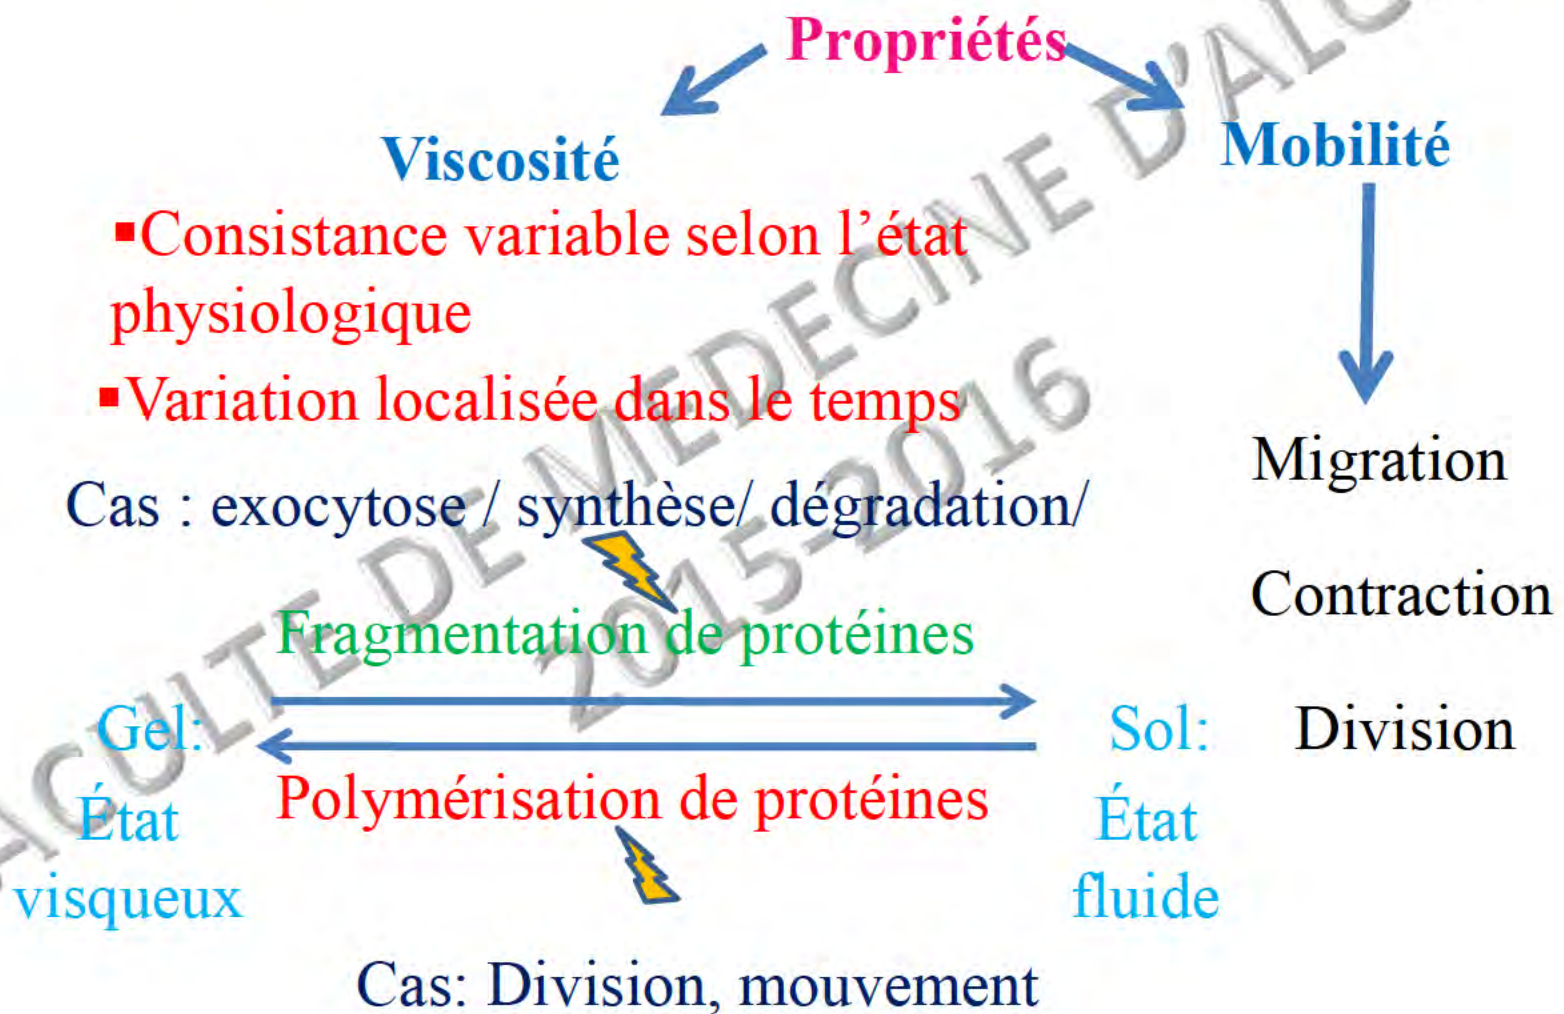 Propriétés
Viscosité
Mobilité
▪Consistance variable selon l’état
physiologique
▪Variation localisée dans le temps
Cas : exocytose / synthèse/ dégradation/
Migration
Contraction
Division
Fragmentation de protéines
Gel:
État
visqueux
Sol:
État
fluide
Polymérisation de protéines
Cas: Division, mouvement
DE MEDECINE
2015-2016